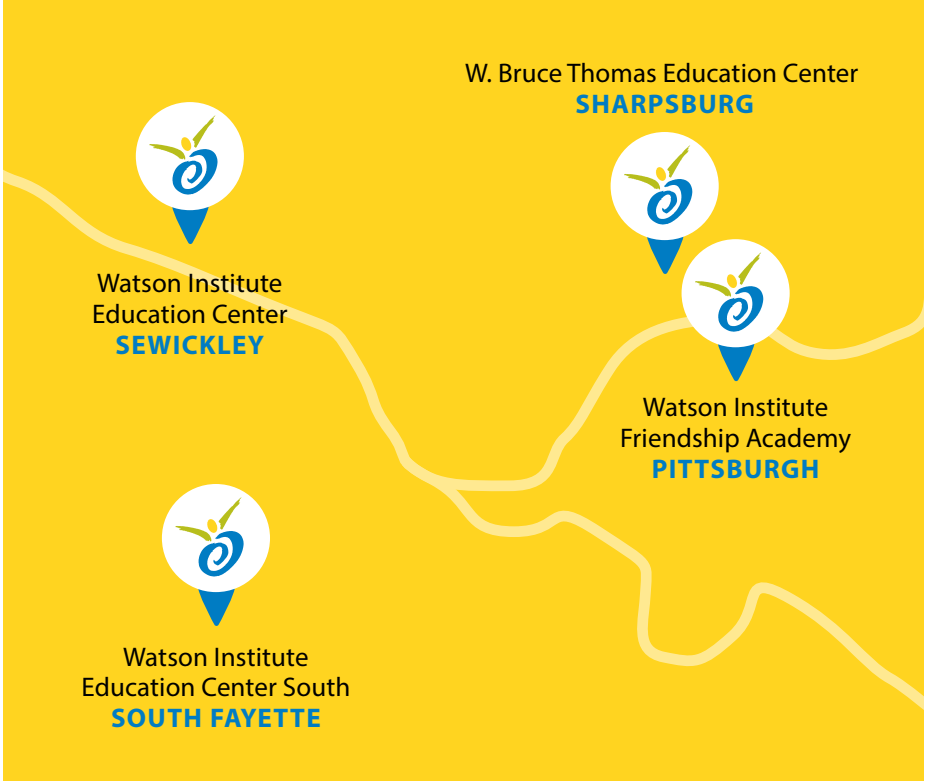 W. Bruce Thomas Education Center
SHARPSBURG
Watson Institute
Education Center
SEWICKLEY
Watson Institute
Friendship Academy
PITTSBURGH
Watson Institute
Education Center South
SOUTH FAYETTE